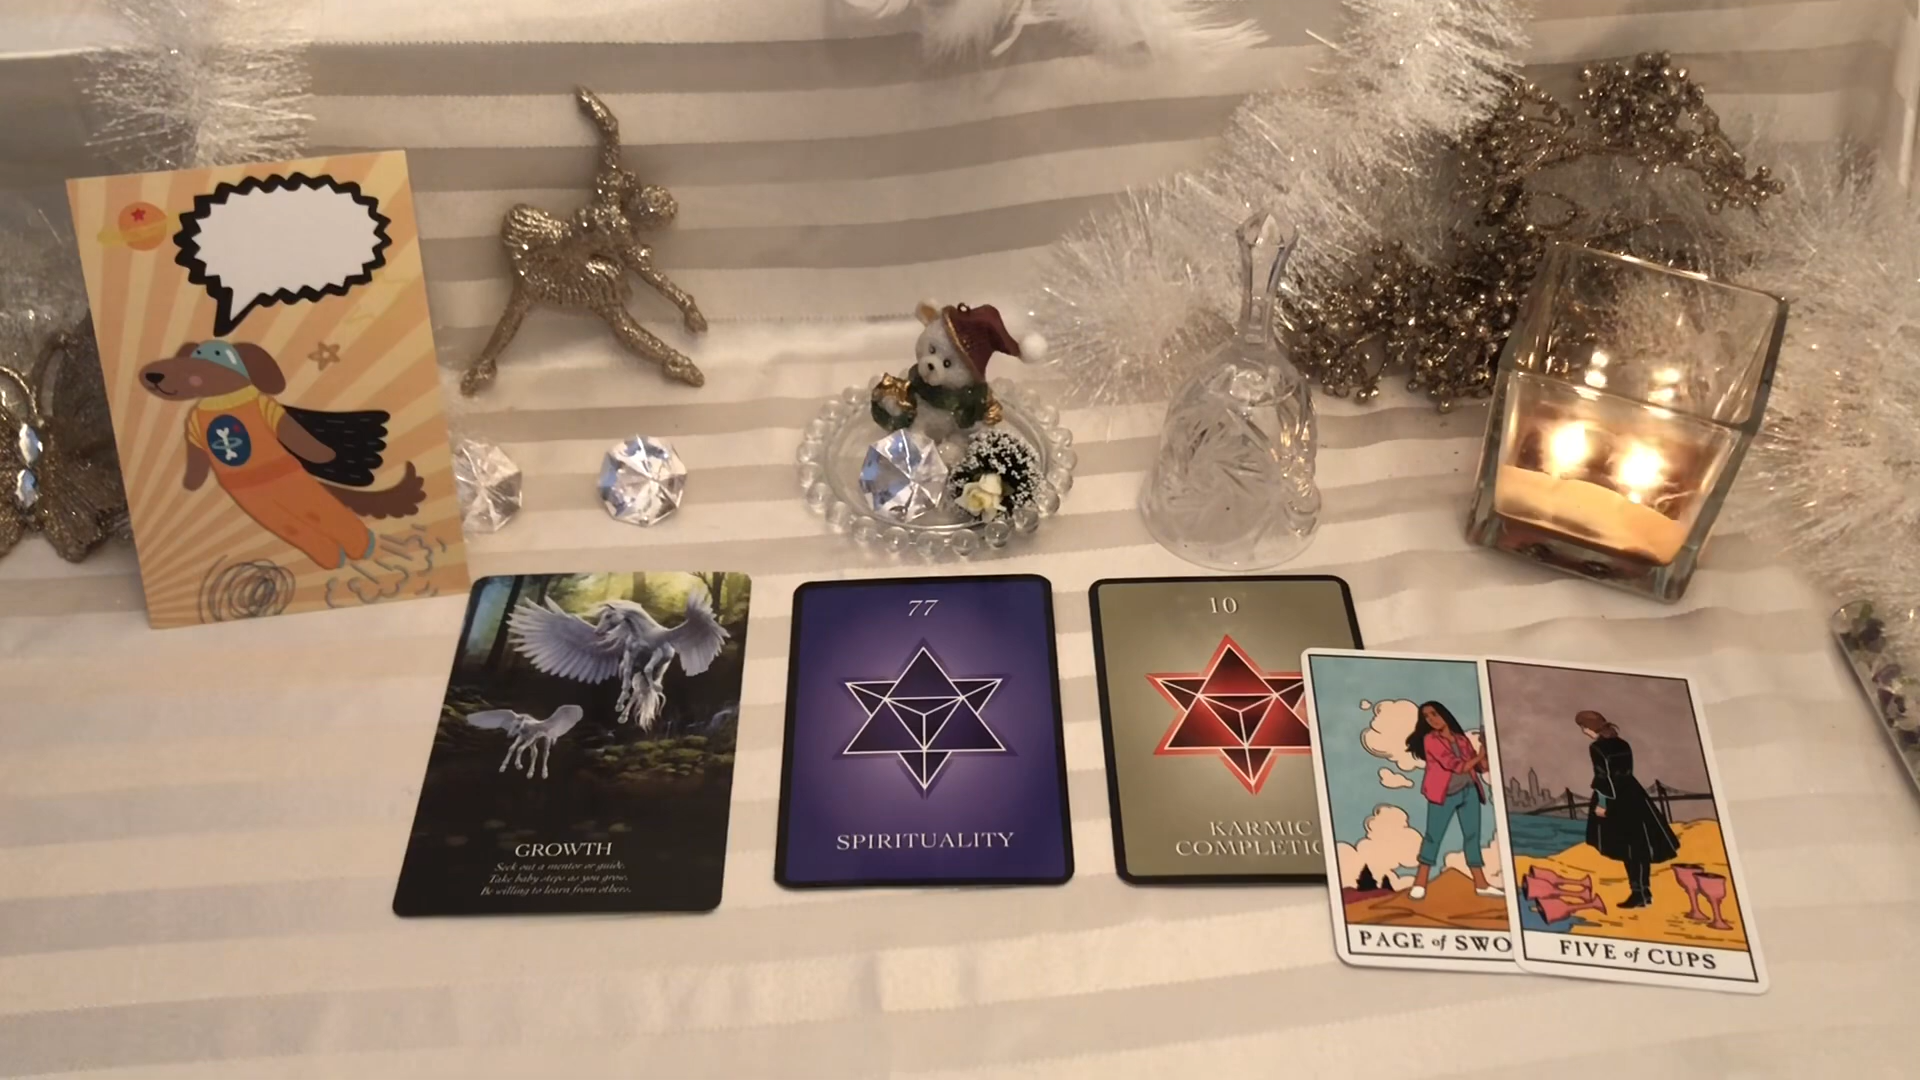 GROWTH
Seek out a mentor or guide.
Take baby steps as you grow.
Be willing to learn from others.
77
SPIRITUALITY
10
KARMIC
COMPLETIO
PAGE of SWO
FIVE of CUPS